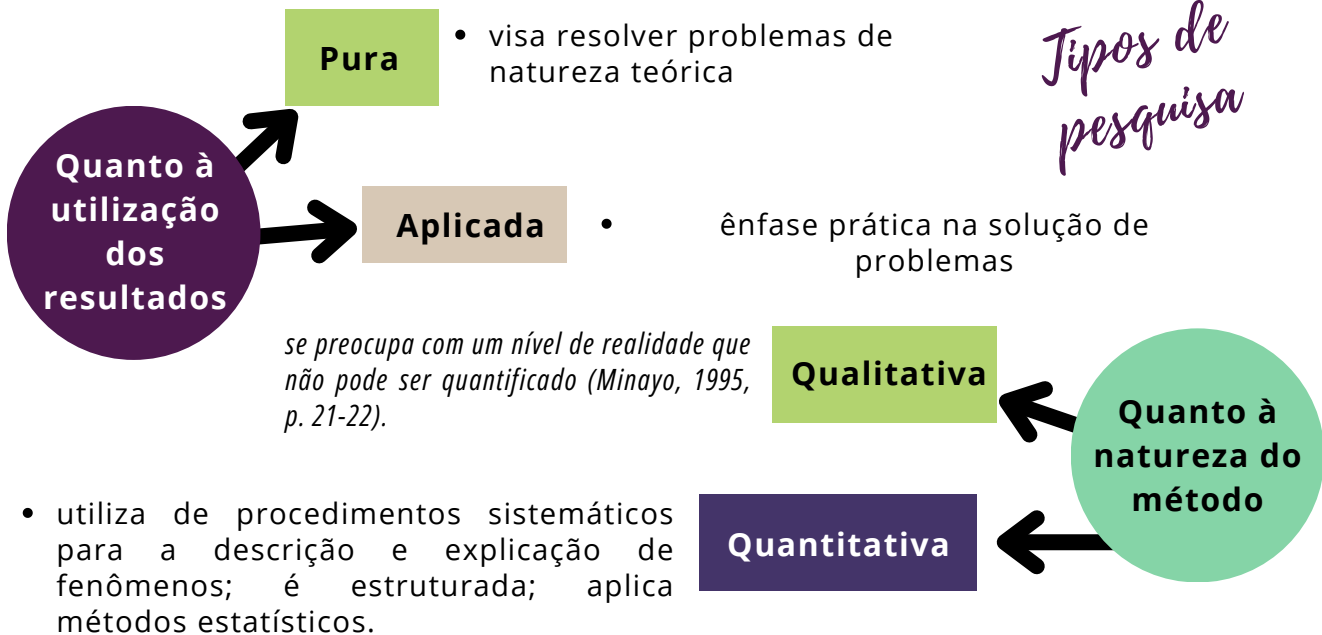 Tipos de
pesquisa
Quanto à
utilização
dos
resultados
Pura
• visa resolver problemas de
natureza teórica
Aplicada
• ênfase prática na solução de
problemas
Quanto à
natureza do
método
Qualitativa
se preocupa com um nível de realidade que
não pode ser quantificado (Minayo, 1995,
p. 21-22).
Quantitativa
• utiliza de procedimentos sistemáticos
para a descrição e explicação de
fenômenos; é estruturada; aplica
métodos estatísticos.